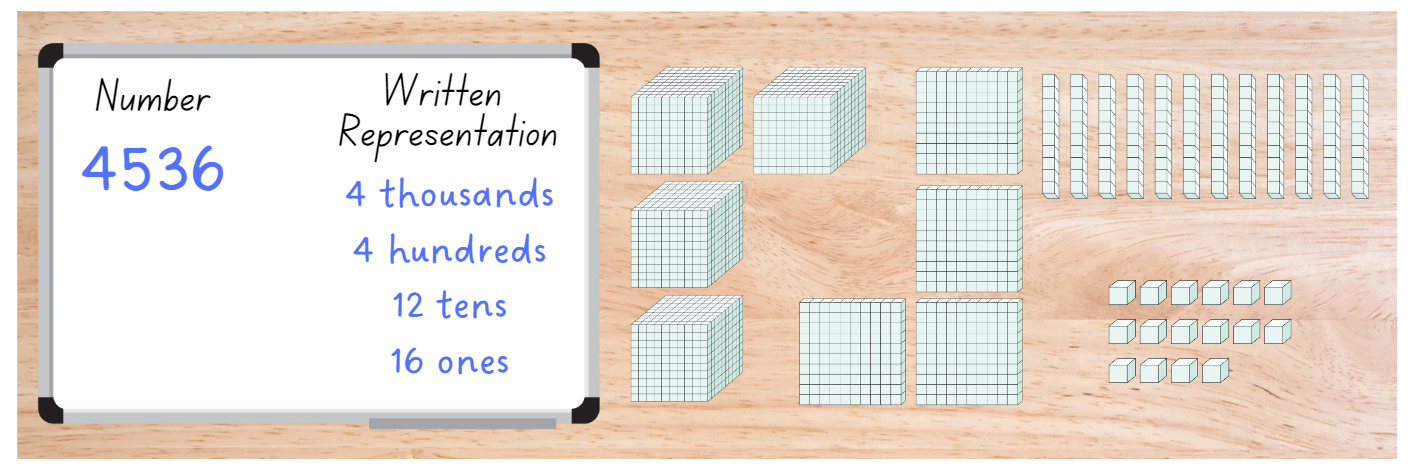 Number
4536
Written
Representation
4 thousands
4 hundreds
12 tens
16 ones